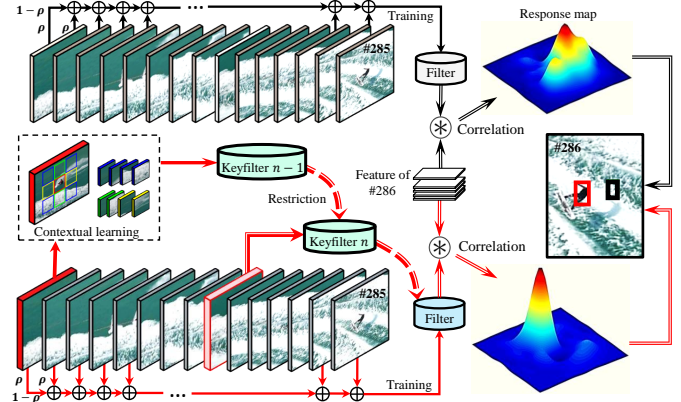 1−ρ
ρ
ρ
...
Training
#285
Filter
Response map
Correlation
Feature of
#286
#286
Contextual learning
Keyfilter n − 1
Restriction
Keyfilter n
Correlation
#285
Filter
ρ
ρ
1−ρ
...
Training